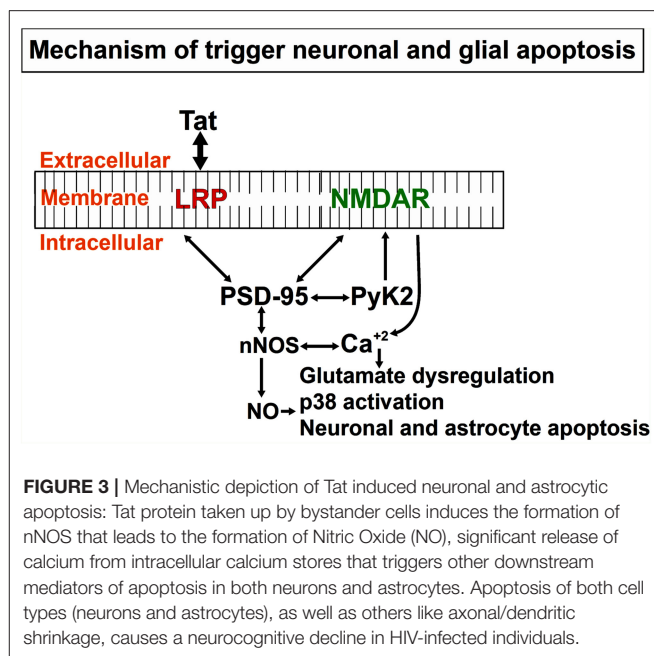 Mechanism of trigger neuronal and glial apoptosis
Tat
Extracellular
Membrane LRP NMDAR
Intracellular
PSD-95 PyK2
nNOS Ca+2
Glutamate dysregulation
NO p38 activation
Neuronal and astrocyte apoptosis
FIGURE 3 | Mechanistic depiction of Tat induced neuronal and astrocytic
apoptosis: Tat protein taken up by bystander cells induces the formation of
nNOS that leads to the formation of Nitric Oxide (NO), significant release of
calcium from intracellular calcium stores that triggers other downstream
mediators of apoptosis in both neurons and astrocytes. Apoptosis of both cell
types (neurons and astrocytes), as well as others like axonal/dendritic
shrinkage, causes a neurocognitive decline in HIV-infected individuals.